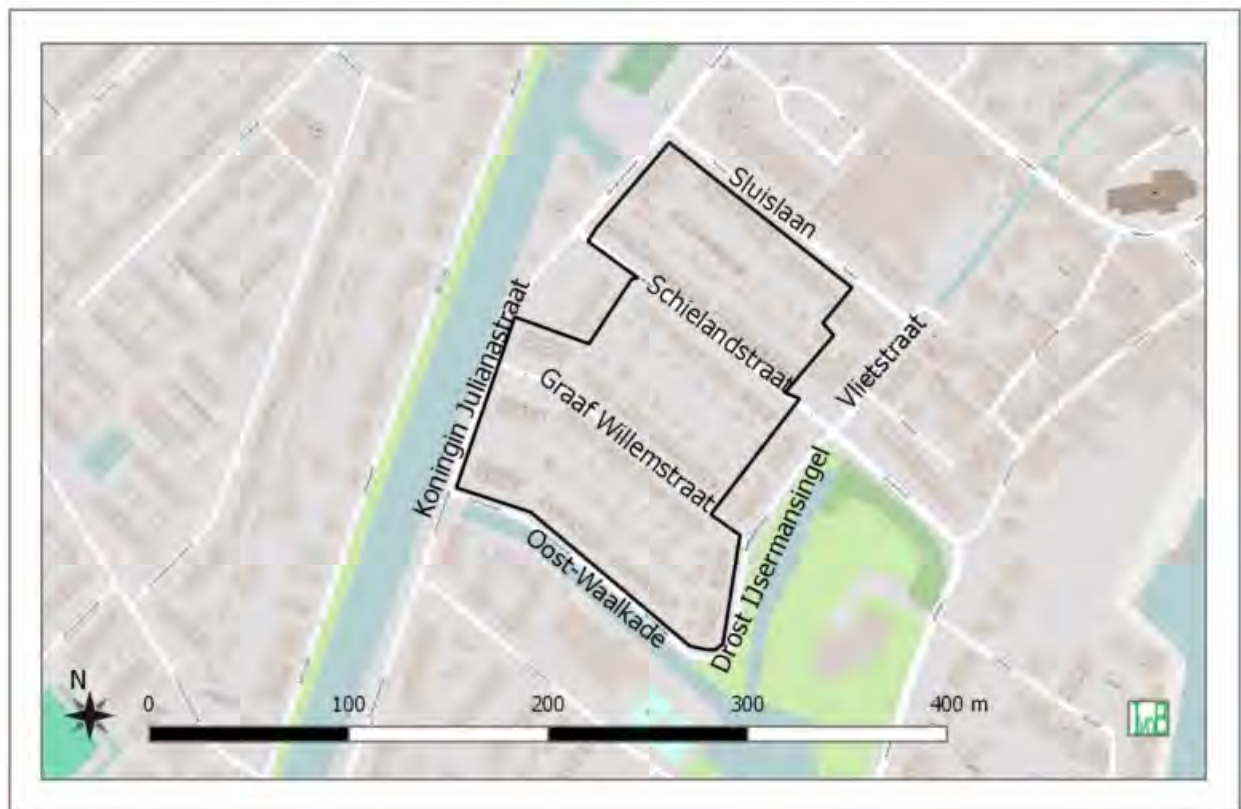 Sluislaan
Schielandstraat
Vlietstraat
Koningin Julianastraat
Graaf Willemstraat
Drost IJsermansingel
Oost-Waalkade
N
0 100 200 300 400 m